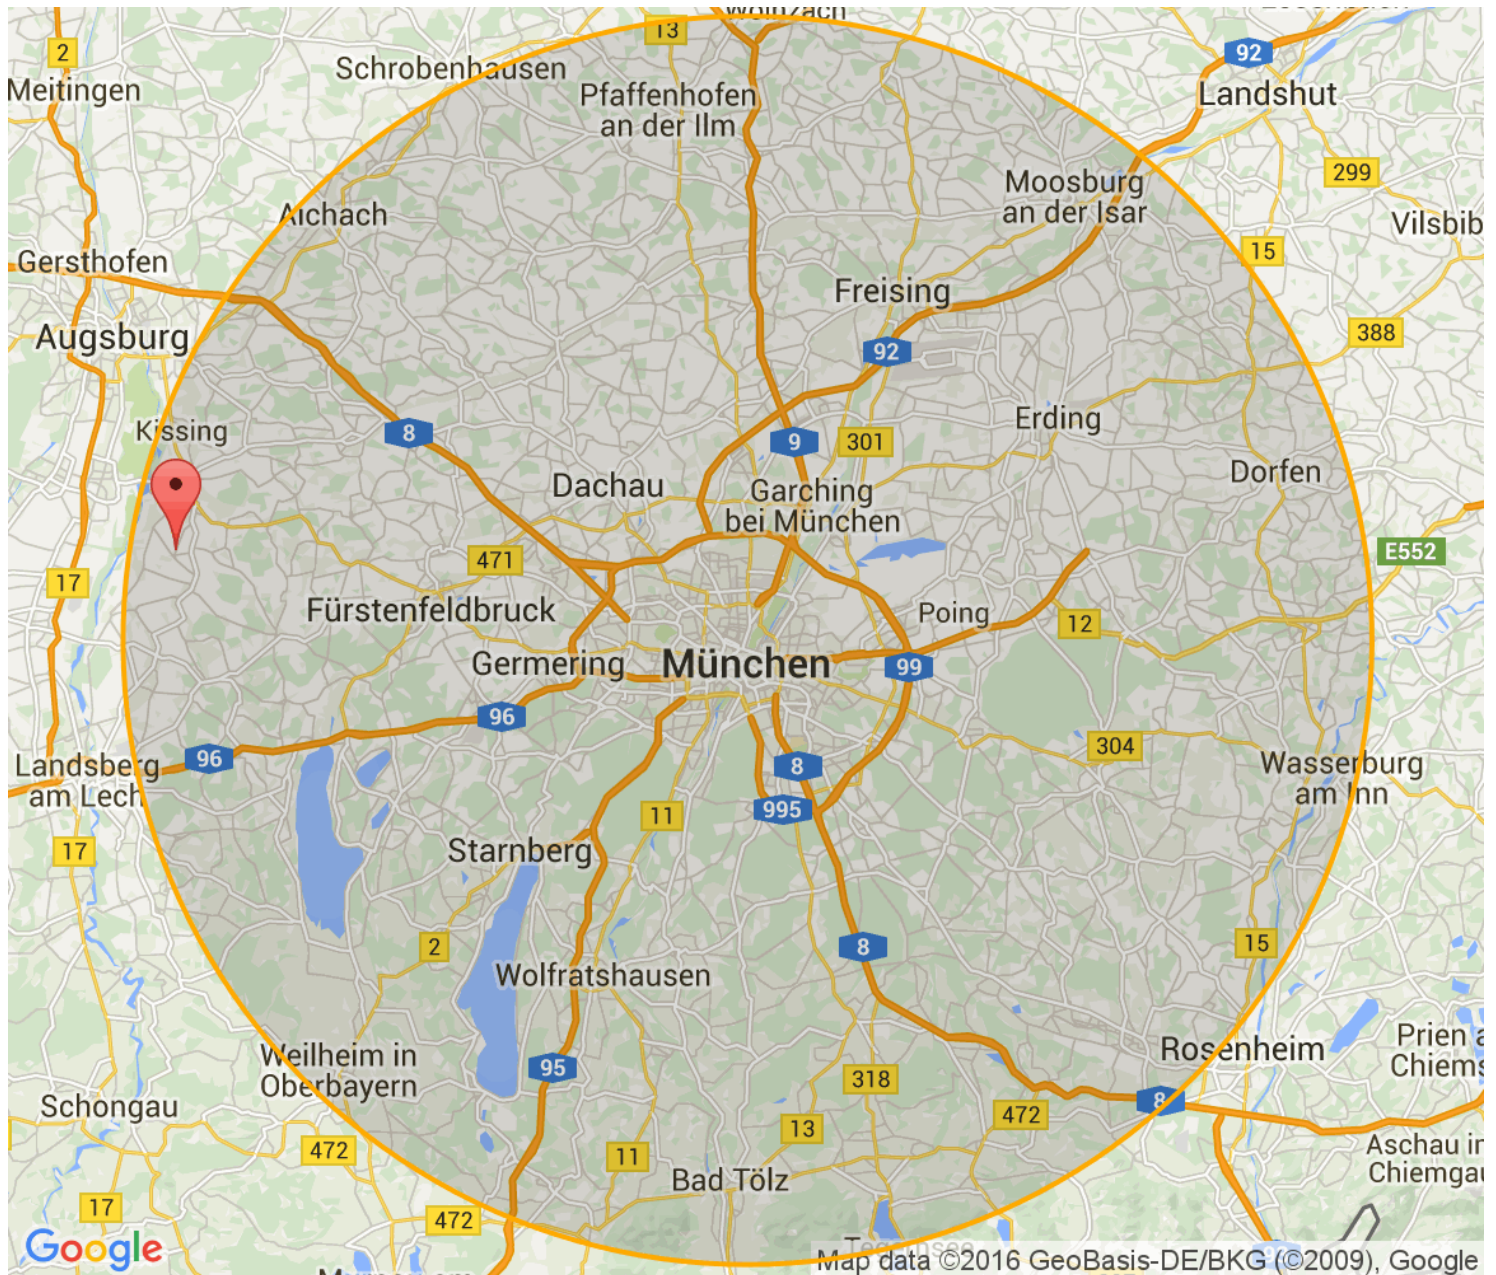 Wolnzach
13
2
92
Schrobenhausen
Meitingen
Pfaffenhofen
an der Ilm
Landshut
299
Moosburg
an der Isar
Aichach
Vilsbib
15
Gersthofen
Freising
Augsburg
388
92
Kissing
8
9
301
Erding
Dorfen
Dachau
Garching
bei München
E552
471
17
Fürstenfeldbruck
Poing
12
Germering
München
99
96
304
96
Landsberg
am Lech
8
Wasserburg
am Inn
995
11
17
Starnberg
2
8
15
Wolfratshausen
Weilheim in
Oberbayern
95
Rosenheim
Prien a
Chiems
318
Schongau
472
8
13
472
11
Aschau in
Chiemgau
Bad Tölz
17
472
Google
Tegernsee
Map data ©2016 GeoBasis-DE/BKG (©2009), Google